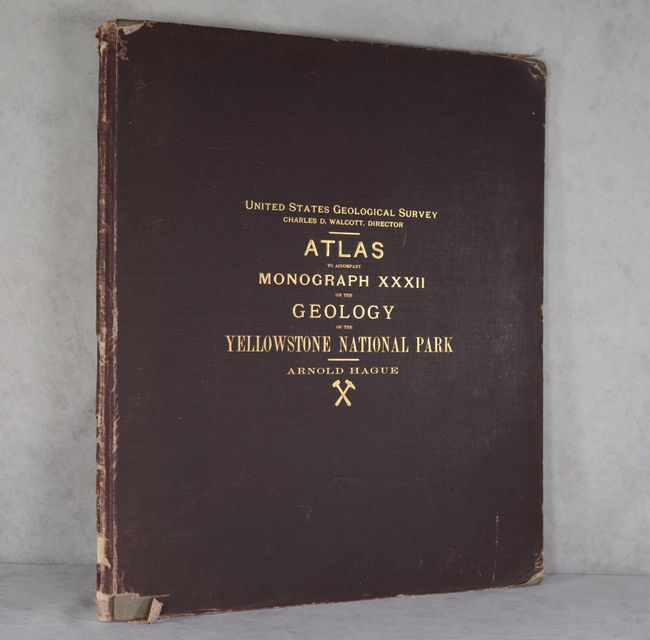 UNITED STATES GEOLOGICAL SURVEY
CHARLES D. WALCOTT, DIRECTOR
ATLAS
TO ACCOMPANY
MONOGRAPH XXXII
ON THE
GEOLOGY
OF THE
YELLOWSTONE NATIONAL PARK
ARNOLD HAGUE